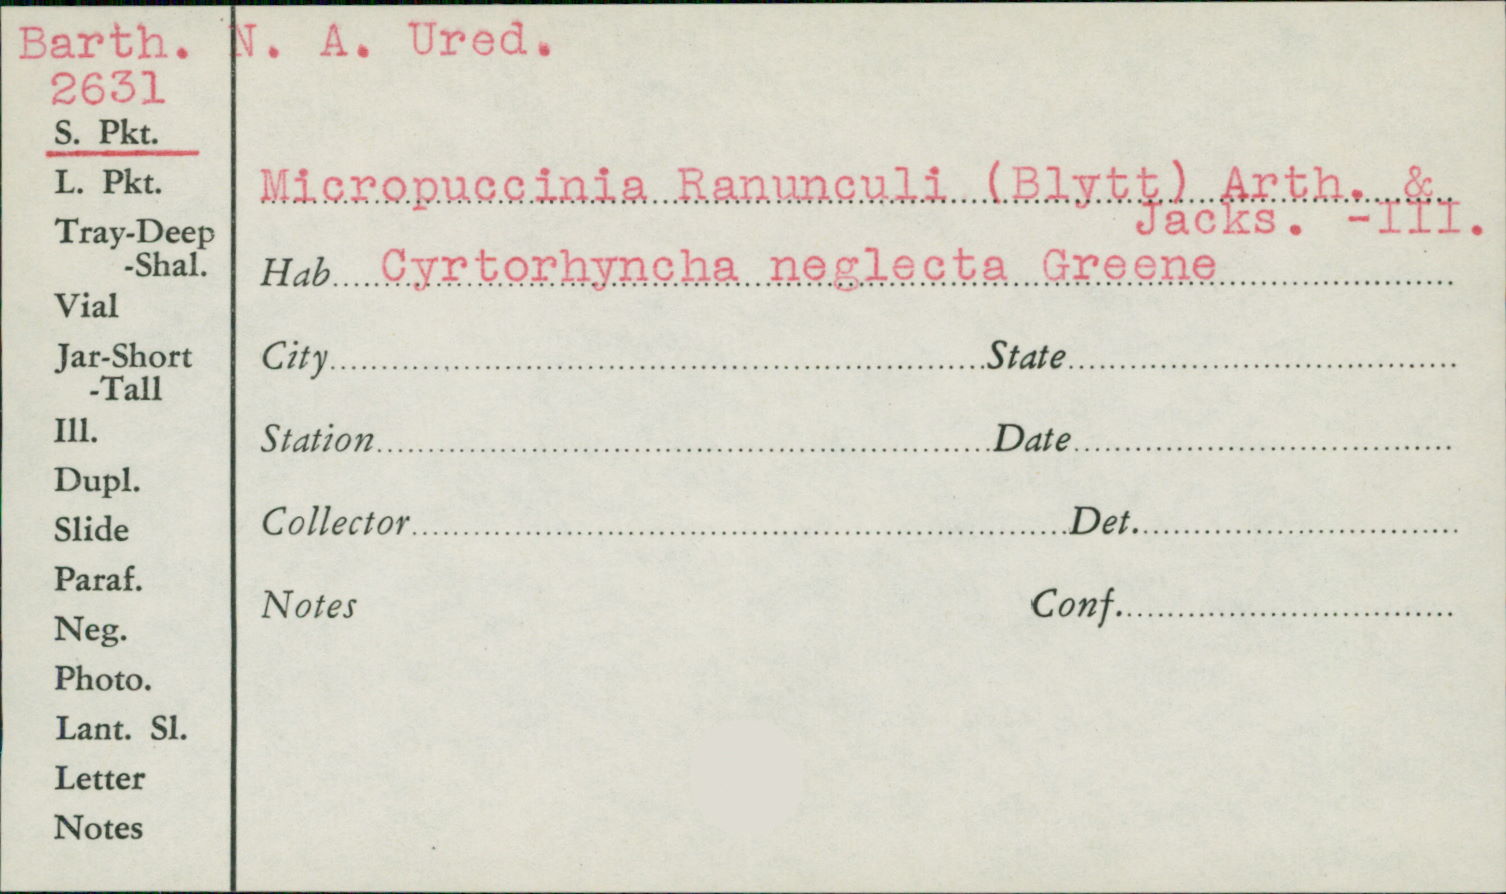 Barth. N. A. Ured.
2631
S. Pkt.
L. Pkt.
Tray-Deep
-Shal.
Vial
Jar-Short
-Tall
Ill.
Dupl.
Slide
Paraf.
Neg.
Photo.
Lant. Sl.
Letter
Notes
Micropuccinia Ranunculi (Blytt) Arth. &
Jacks. -III.
Hab. Cyrtorhyncha neglecta Greene
City State
Station Date
Collector Det.
Notes Conf.